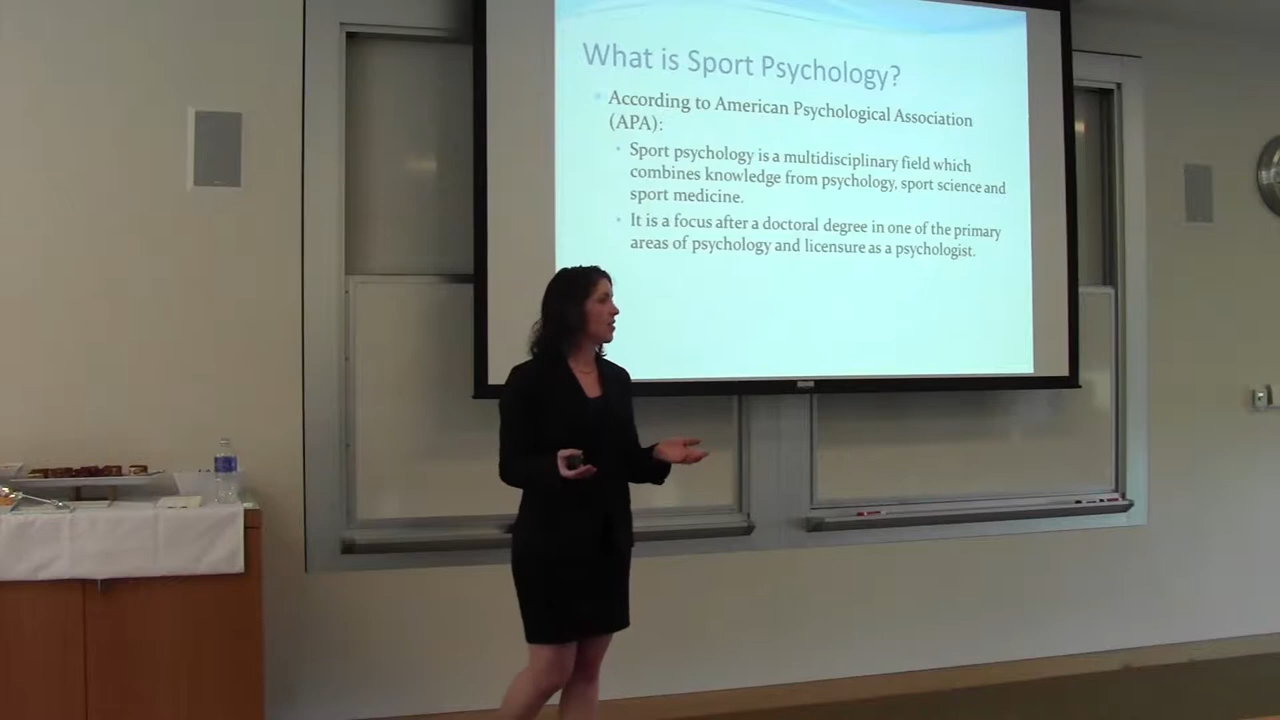 What is Sport Psychology?
According to American Psychological Association
(APA):
Sport psychology is a multidisciplinary field which
combines knowledge from psychology, sport science and
sport medicine.
It is a focus after a doctoral degree in one of the primary
areas of psychology and licensure as a psychologist.